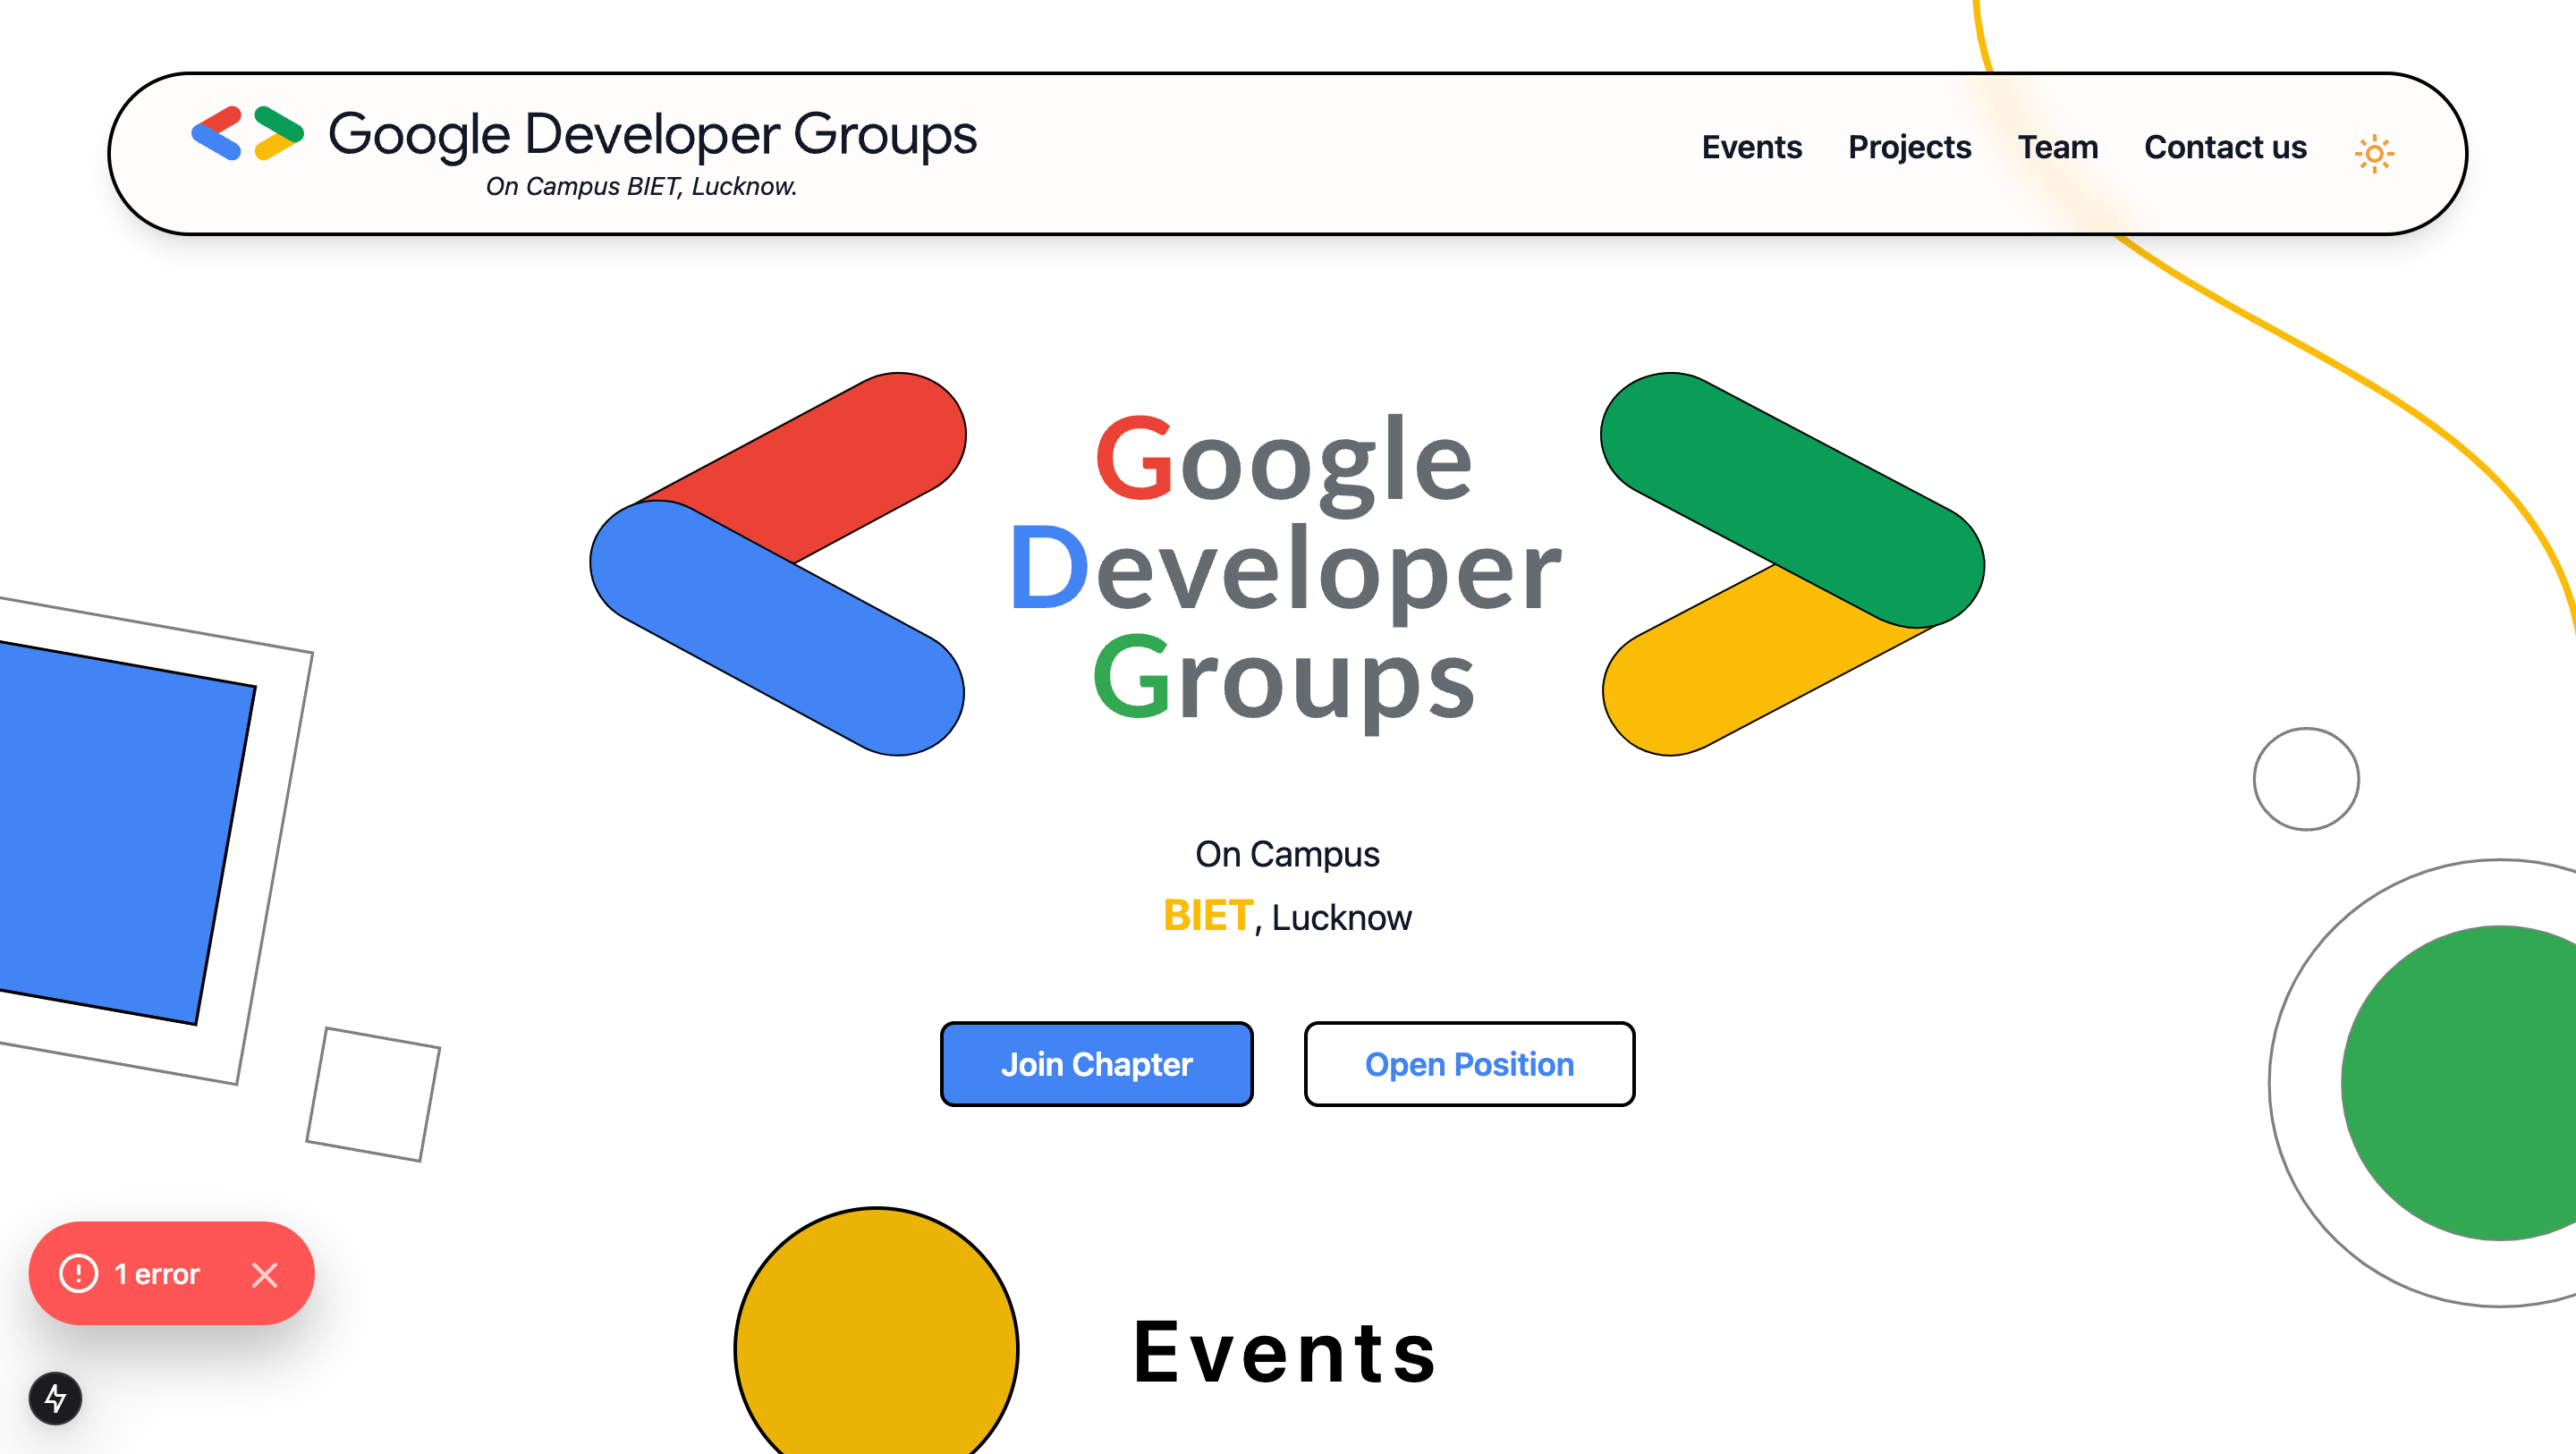 Google Developer Groups
On Campus BIET, Lucknow.
Events Projects Team Contact us
Google
Developer
Groups
On Campus
BIET, Lucknow
Join Chapter
Open Position
1 error
Events